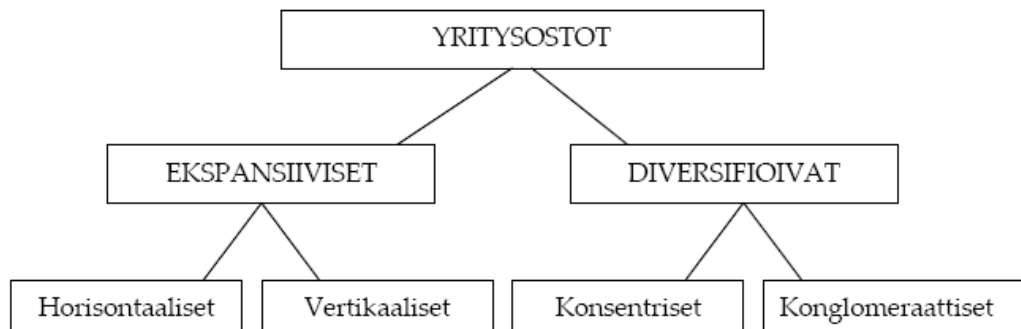 YRITYSOSTOT
EKSPANSIIVISET
DIVERSIFIOIVAT
Horisontaaliset
Vertikaaliset
Konsentriset
Konglomeraattiset